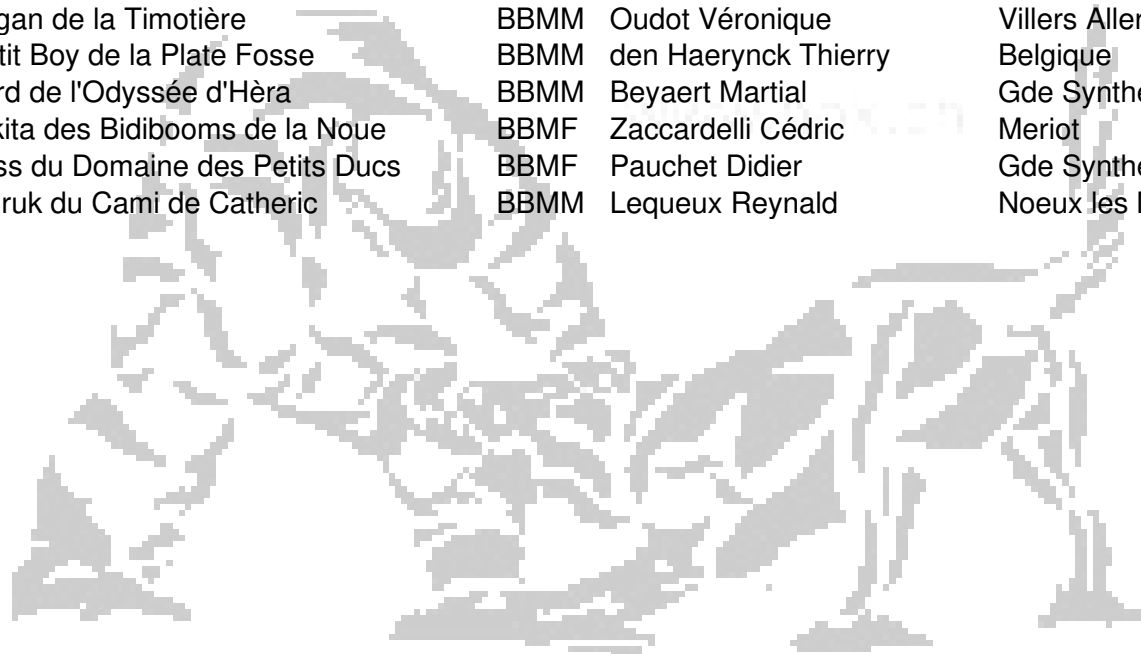 gan de la Timotière BBMM Oudot Véronique Villers Aller
tit Boy de la Plate Fosse BBMM den Haerynck Thierry Belgique
rd de l'Odyssée d'Hèra BBMM Beyaert Martial Gde Synthe
kita des Bidibooms de la Noue BBMF Zaccardelli Cédric Meriot
ss du Domaine des Petits Ducs BBMF Pauchet Didier Gde Synthe
ruk du Cami de Catheric BBMM Lequeux Reynald Noeux les